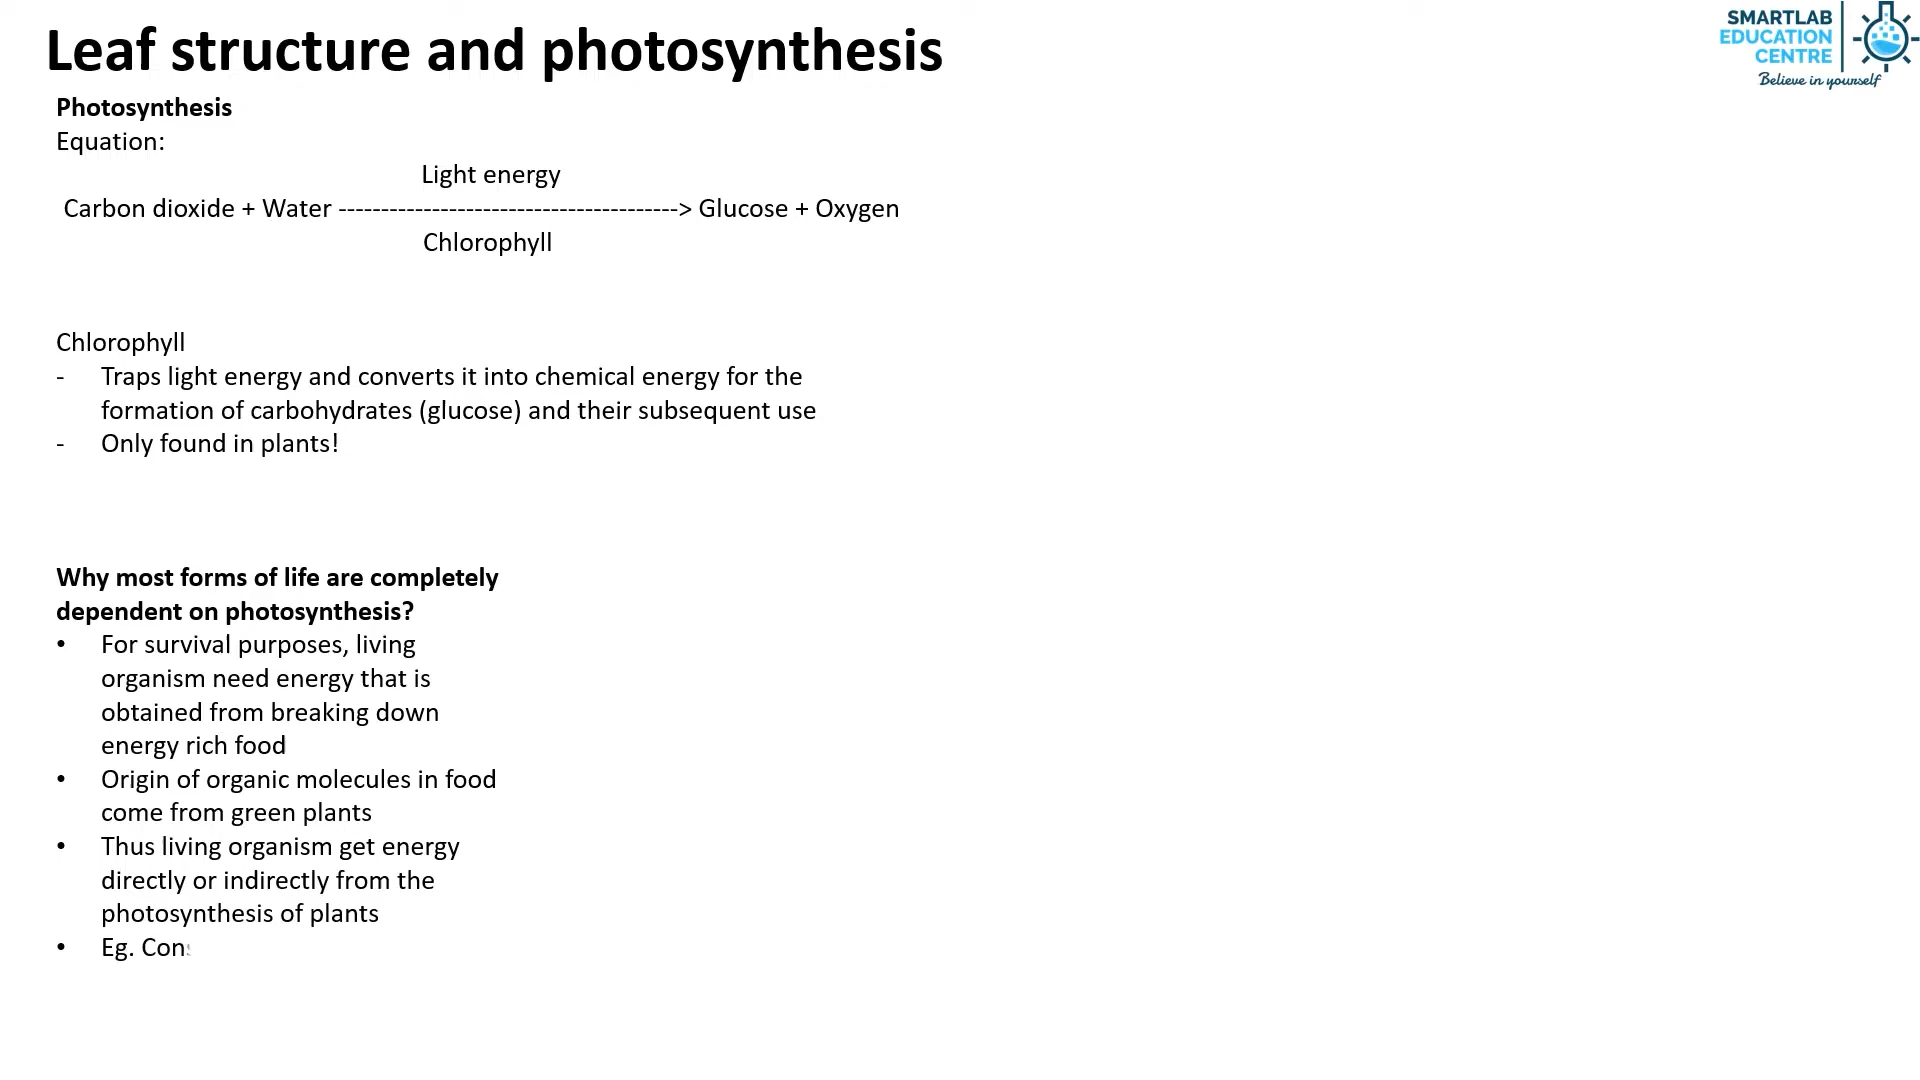 Leaf structure and photosynthesis
SMARTLAB
EDUCATION
CENTRE
Believe in yourself
Photosynthesis
Equation:
Light energy
Carbon dioxide + Water ----------------------------------------> Glucose + Oxygen
Chlorophyll
Chlorophyll
- Traps light energy and converts it into chemical energy for the
formation of carbohydrates (glucose) and their subsequent use
- Only found in plants!
Why most forms of life are completely
dependent on photosynthesis?
• For survival purposes, living
organism need energy that is
obtained from breaking down
energy rich food
• Origin of organic molecules in food
come from green plants
• Thus living organism get energy
directly or indirectly from the
photosynthesis of plants
• Eg.